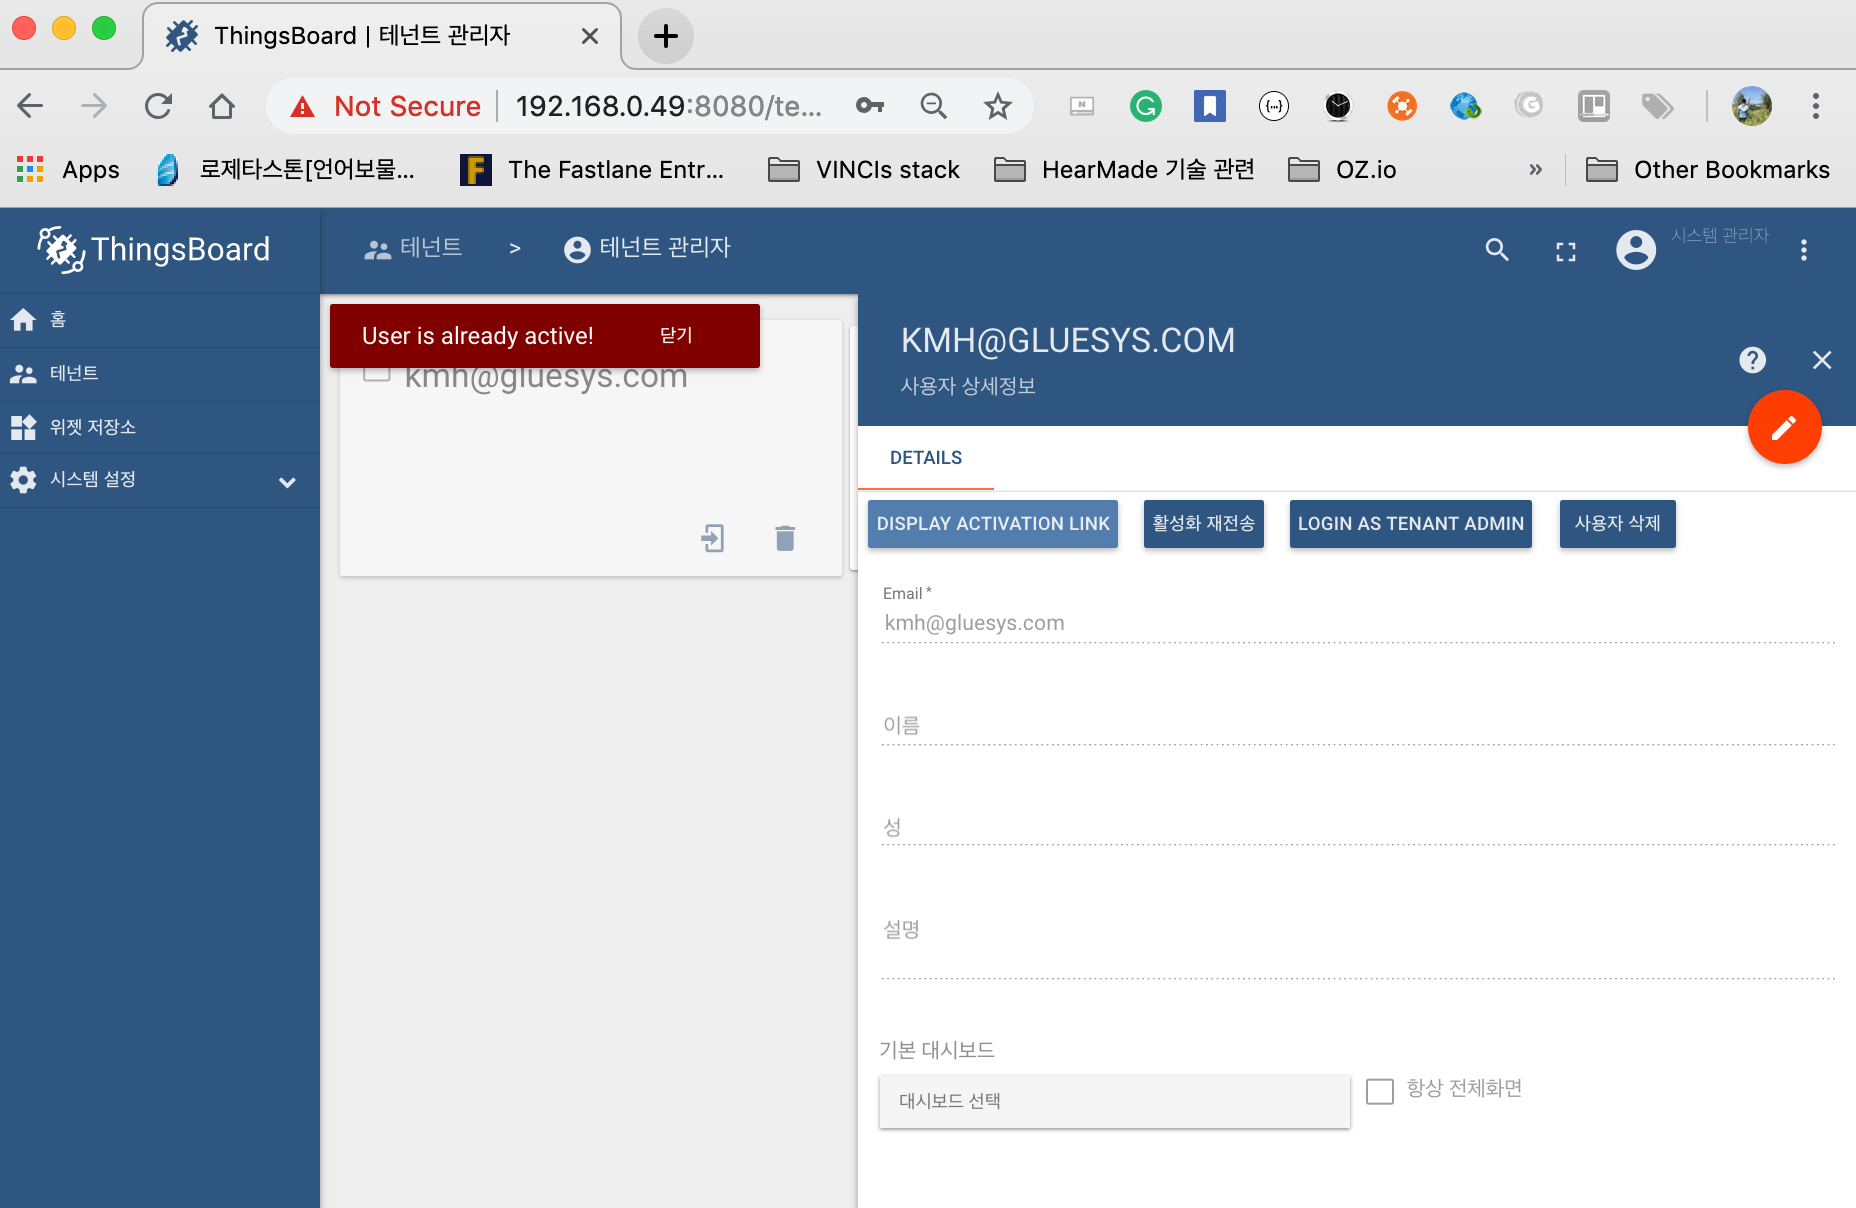 ThingsBoard | 테넌트 관리자
Not Secure
192.168.0.49:8080/te...
Apps
로제타스톤[언어보물...
The Fastlane Entr...
VINCIs stack
HearMade 기술 관련
OZ.io
»
Other Bookmarks
ThingsBoard
테넌트 > 테넌트 관리자
시스템 관리자
홈
테넌트
위젯 저장소
시스템 설정
User is already active! 닫기
kmh@gluesys.com
KMH@GLUESYS.COM
사용자 상세정보
DETAILS
DISPLAY ACTIVATION LINK
활성화 재전송
LOGIN AS TENANT ADMIN
사용자 삭제
Email *
kmh@gluesys.com
이름
성
설명
기본 대시보드
대시보드 선택
항상 전체화면